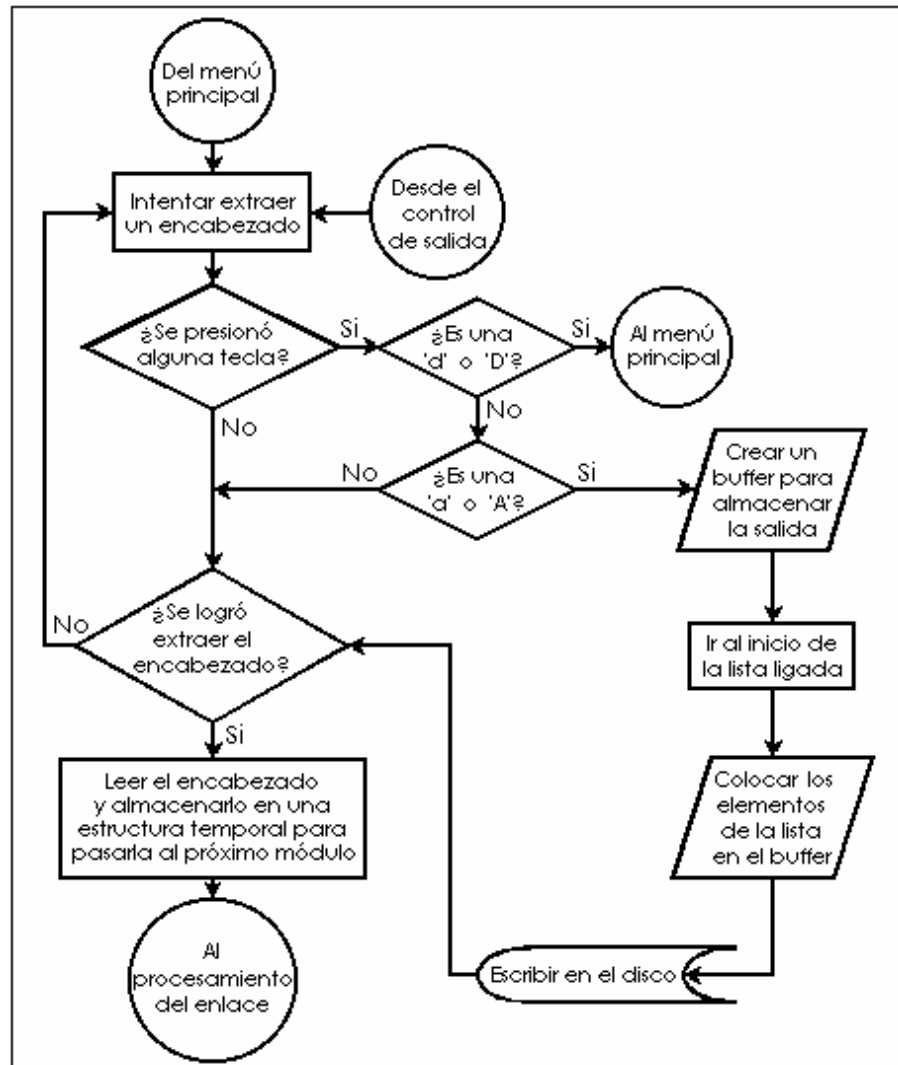 Del menú
principal
Intentar extraer
un encabezado
Desde el
control
de salida
¿Se presionó
alguna tecla?
Si
¿Es una
'd' o 'D'?
Si
Al menú
principal
No
No
¿Es una
'a' o 'A'?
No
Si
Crear un
buffer para
almacenar
la salida
¿Se logró
extraer el
encabezado?
No
Si
Ir al inicio de
la lista ligada
Leer el encabezado
y almacenarlo en una
estructura temporal para
pasarla al próximo módulo
Colocar los
elementos
de la lista
en el buffer
Al
procesamiento
del enlace
Escribir en el disco